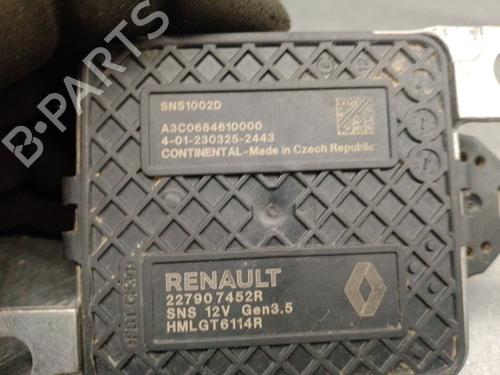 SNS1002D
A3C0684610000
4-01-230325-2443
CONTINENTAL-Made in Czech Republic
RENAULT
227907452R
SNS 12V Gen3.5
HMLGT6114R
B-PARTS